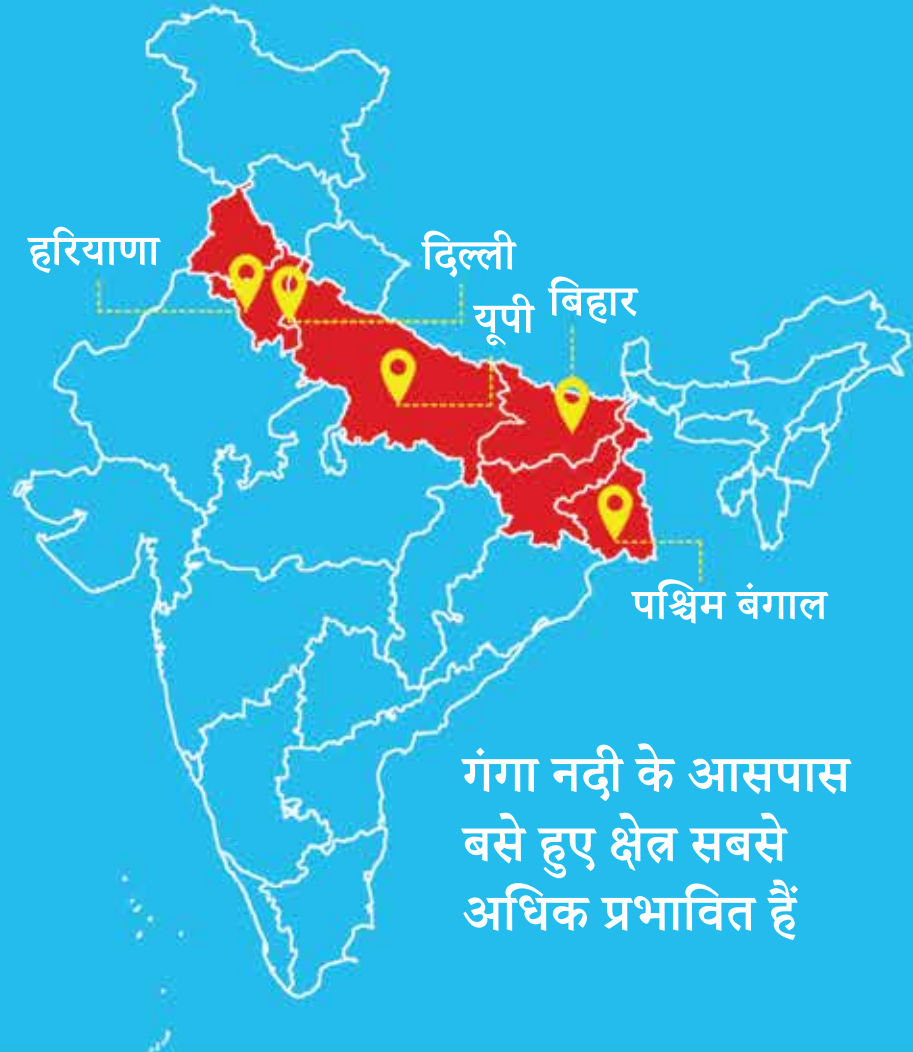 हरियाणा
दिल्ली
यूपी
बिहार
पश्चिम बंगाल
गंगा नदी के आसपास
बसे हुए क्षेत्र सबसे
अधिक प्रभावित हैं